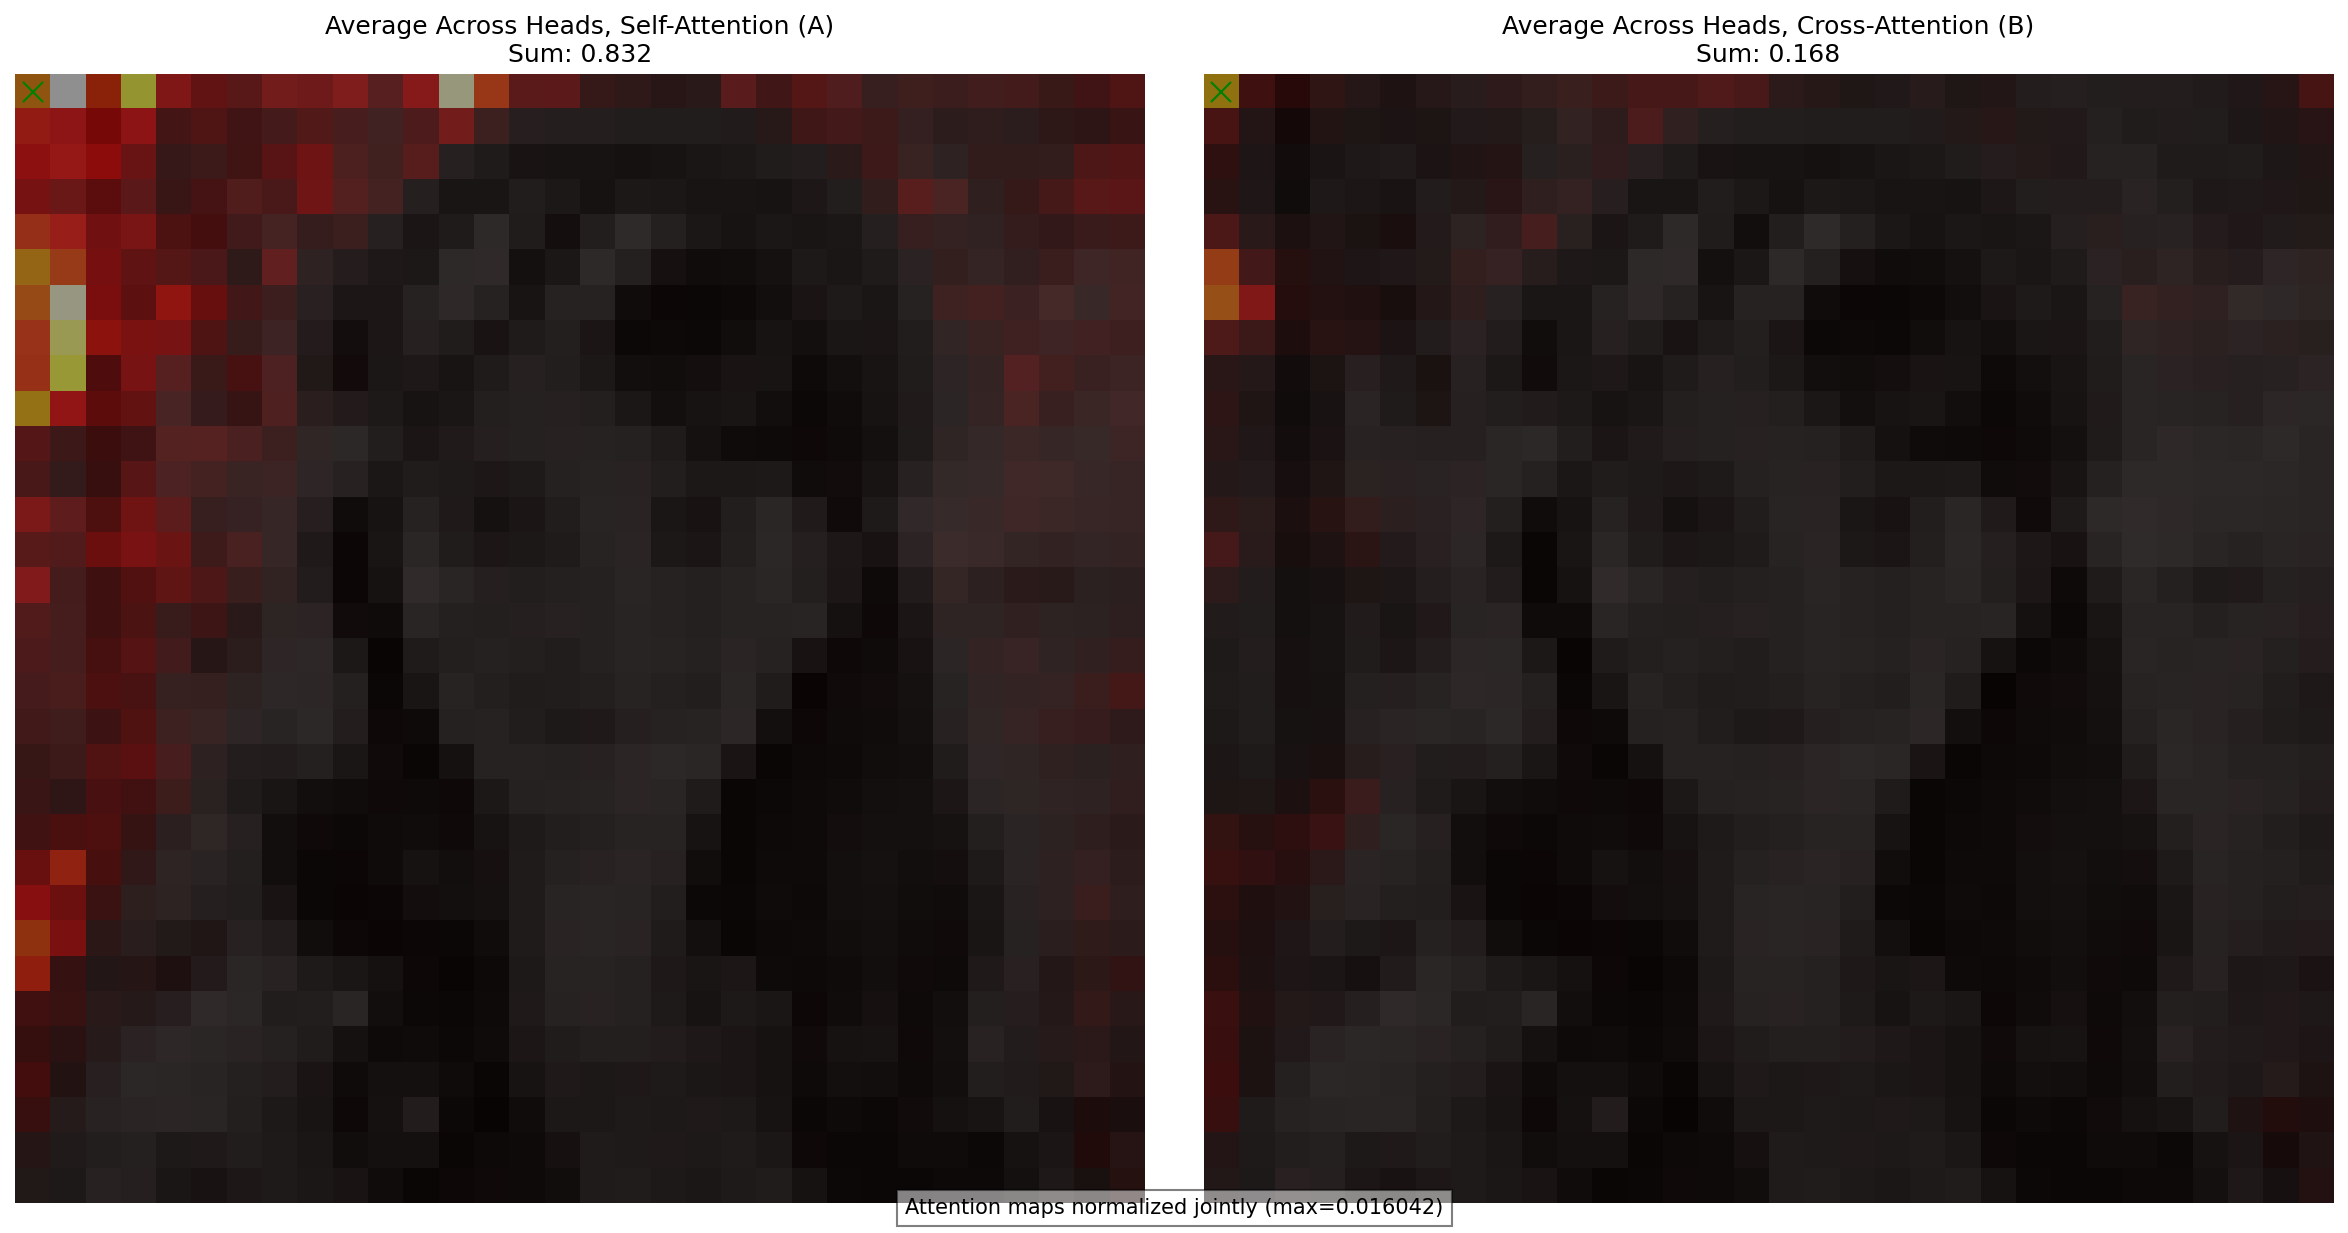 Average Across Heads, Self-Attention (A)
Sum: 0.832
Average Across Heads, Cross-Attention (B)
Sum: 0.168
Attention maps normalized jointly (max=0.016042)